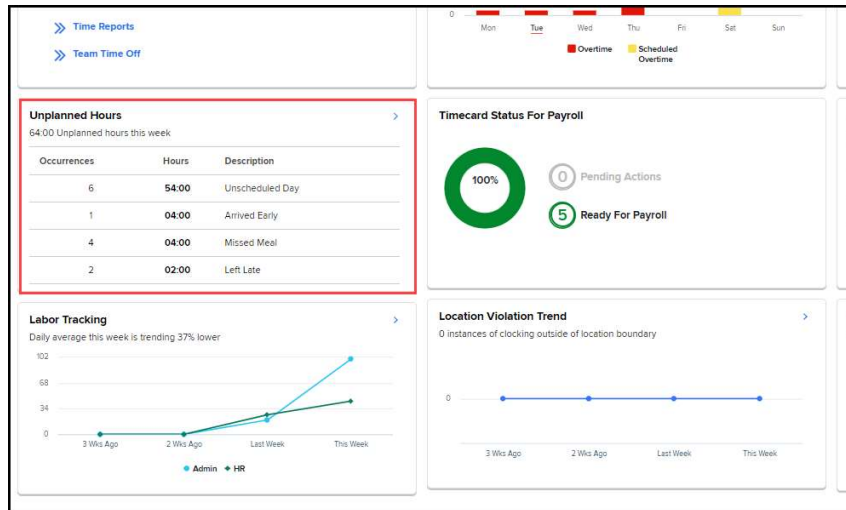 Time Reports
Team Time Off
0
Mon Tue Wed Thu Fri Sat Sun
Overtime Scheduled
Overtime
Unplanned Hours
64:00 Unplanned hours this week
Occurrences Hours Description
6 54:00 Unscheduled Day
1 04:00 Arrived Early
4 04:00 Missed Meal
2 02:00 Left Late
Timecard Status For Payroll
100%
0 Pending Actions
5 Ready For Payroll
Labor Tracking
Daily average this week is trending 37% lower
102
68
34
0
3 Wks Ago 2 Wks Ago Last Week This Week
Admin HR
Location Violation Trend
0 instances of clocking outside of location boundary
0
3 Wks Ago 2 Wks Ago Last Week This Week